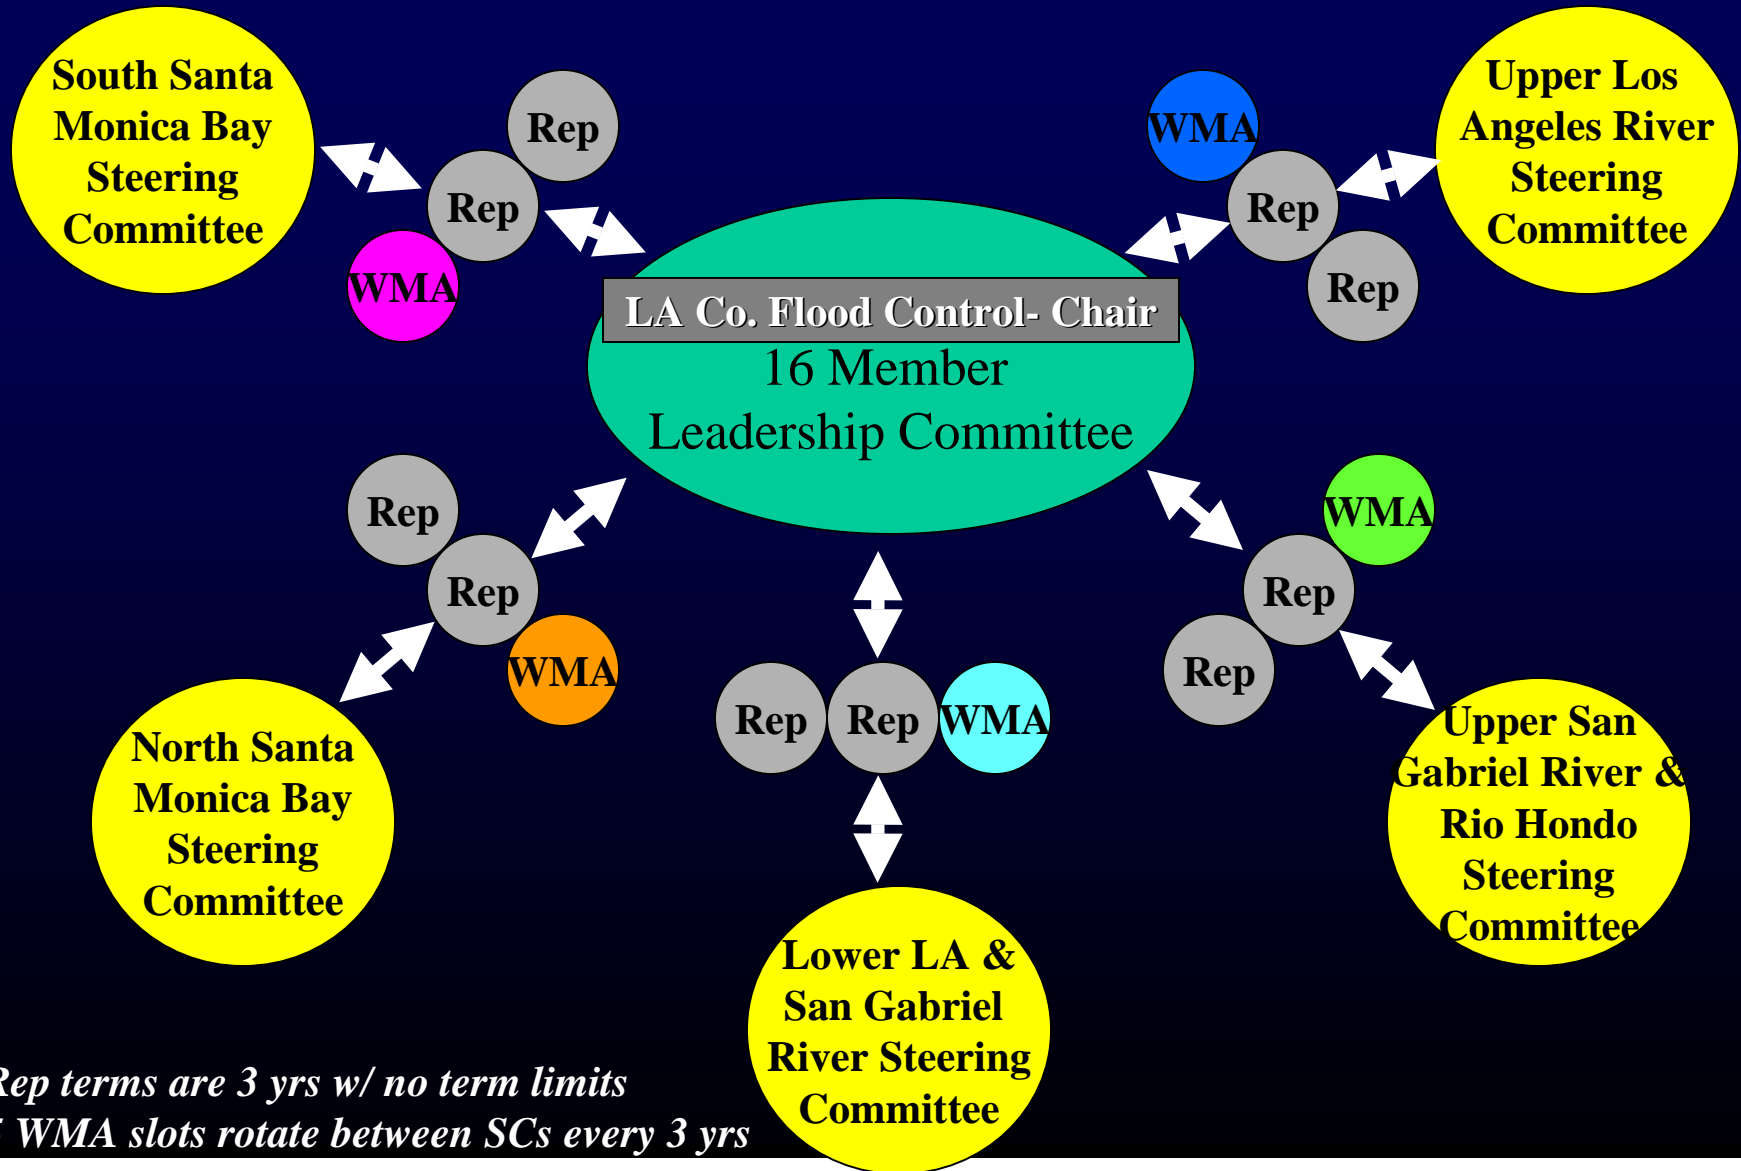 South Santa
Monica Bay
Steering
Committee
Rep
Rep
WMA
WMA
Rep
Rep
Upper Los
Angeles River
Steering
Committee
LA Co. Flood Control- Chair
16 Member
Leadership Committee
Rep
Rep
WMA
WMA
Rep
Rep
Rep
Rep
WMA
North Santa
Monica Bay
Steering
Committee
Upper San
Gabriel River &
Rio Hondo
Steering
Committee
Lower LA &
San Gabriel
River Steering
Committee
Rep terms are 3 yrs w/ no term limits
WMA slots rotate between SCs every 3 yrs